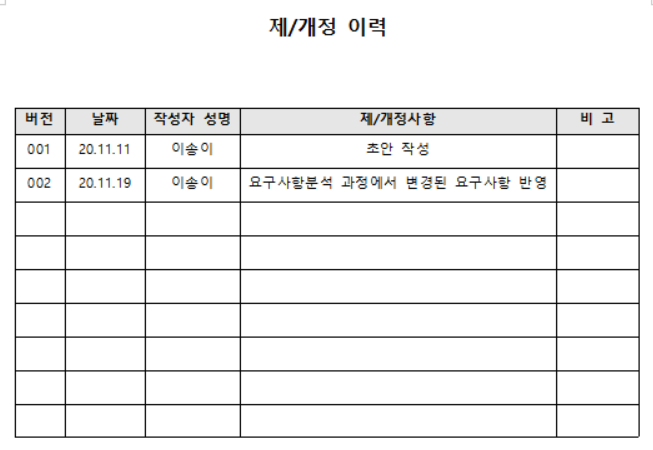 제/개정 이력
버전 날짜 작성자 성명 제/개정사항 비 고
001 20.11.11 이송이 초안 작성
002 20.11.19 이송이 요구사항분석 과정에서 변경된 요구사항 반영